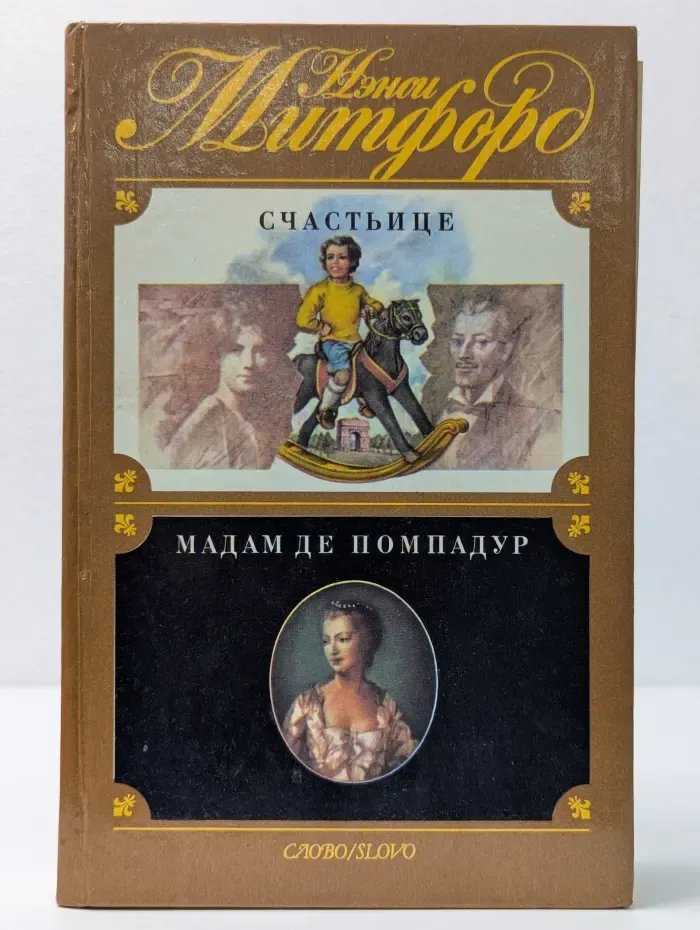 Нэнси
Митфорд
СЧАСТЬИЦЕ
МАДАМ ДЕ ПОМПАДУР
СЛОВО/SLOVO